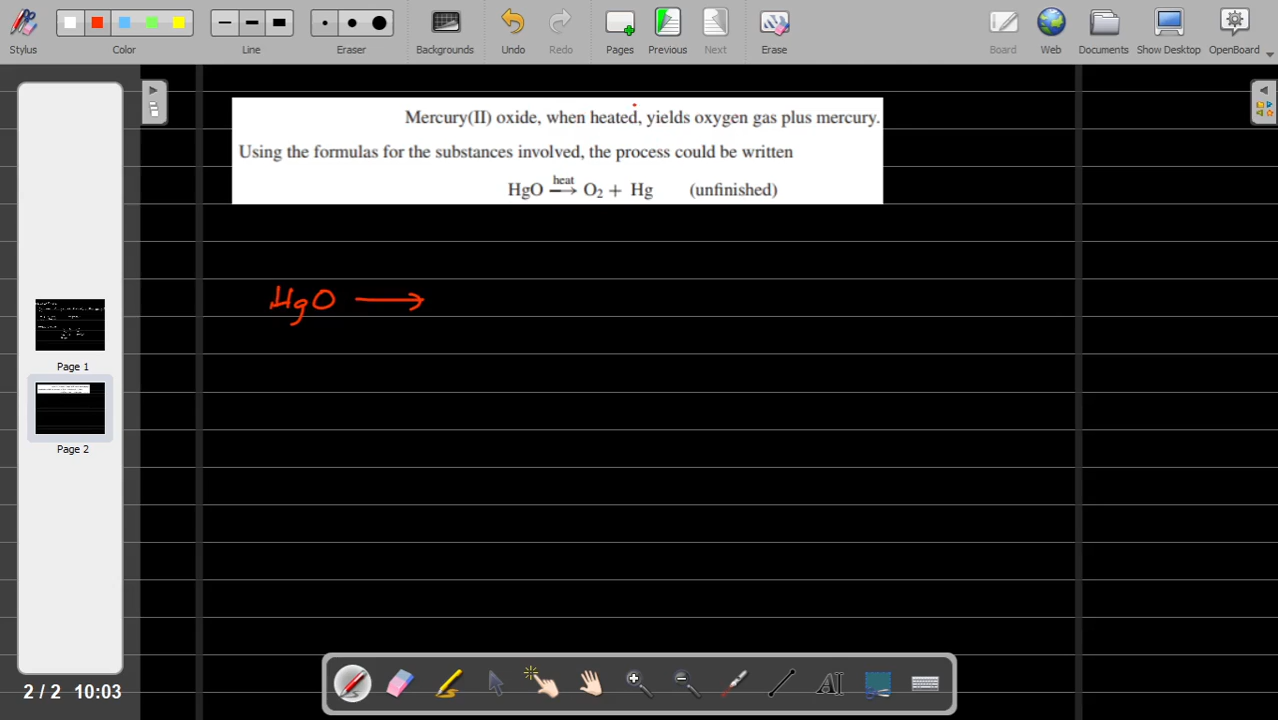 Stylus Color Line Eraser Backgrounds Undo Redo Pages Previous Next Erase Board Web Documents Show Desktop OpenBoard
Mercury(II) oxide, when heated, yields oxygen gas plus mercury.
Using the formulas for the substances involved, the process could be written
heat
HgO → O₂ + Hg (unfinished)
HgO →
Page 1
Page 2
2 / 2 10:03
AI